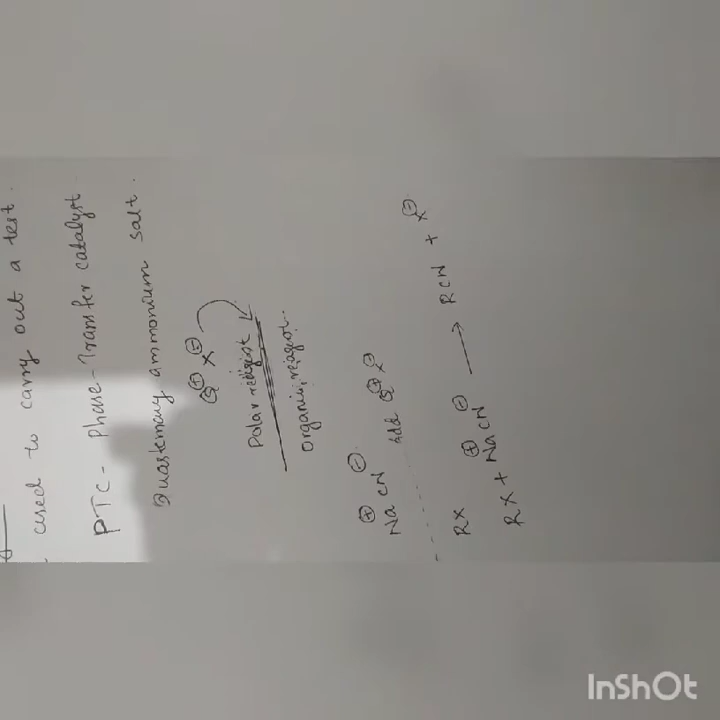 used to carry out a test.
PTC - Phase-Transfer catalyst
Quaternary ammonium salt.
Q⊕ X⊖
Polar reagent
Organic reagent..
Na⊕ CN⊖
Add Q⊕ X⊖
RX
RX + Na⊕ CN⊖ → RCN + X⊖
InShOt